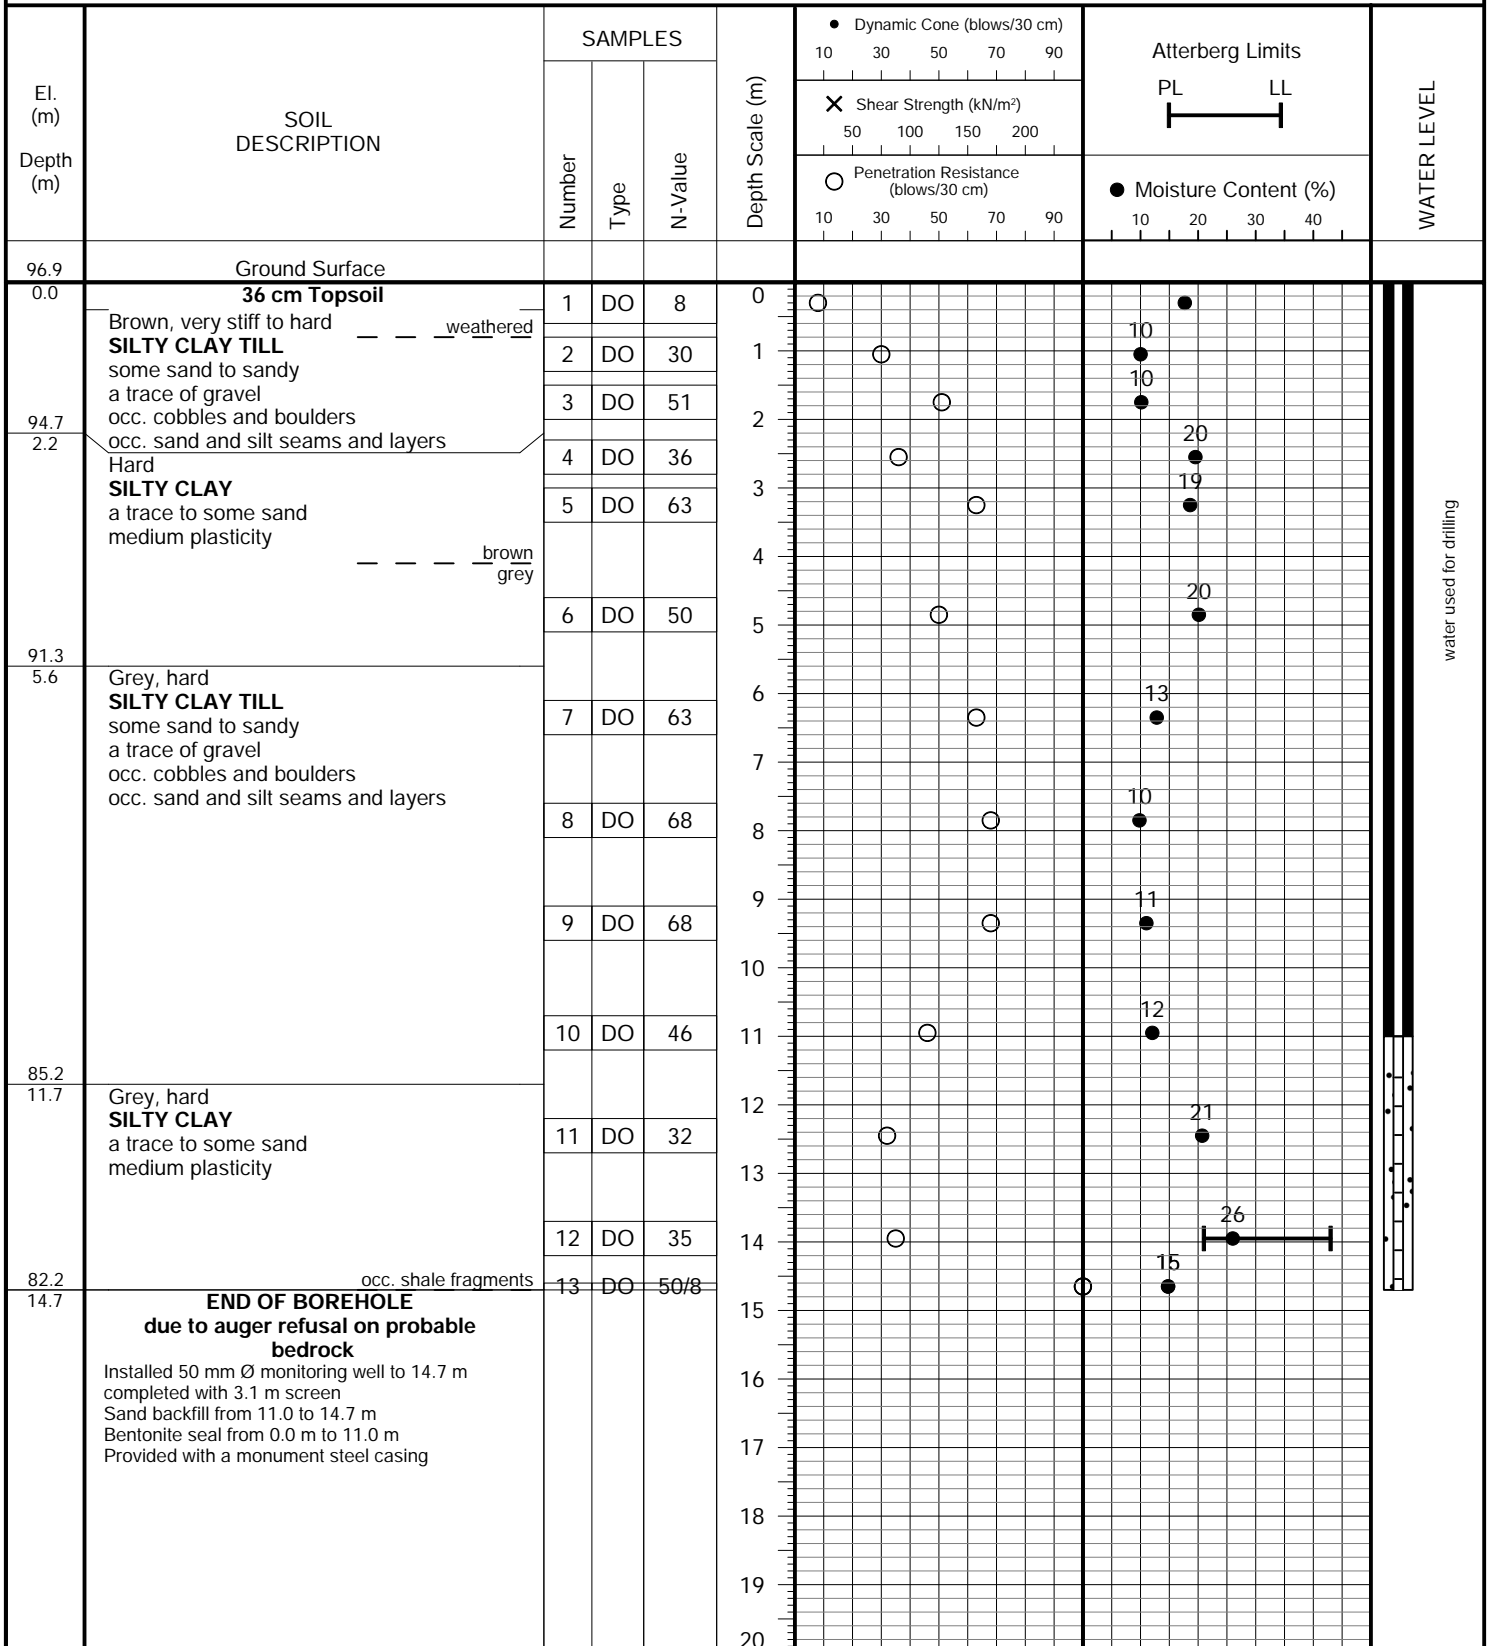 El.
(m)
Depth
(m)
SOIL
DESCRIPTION
SAMPLES
Number
Type
N-Value
Depth Scale (m)
Dynamic Cone (blows/30 cm)
10 30 50 70 90
Shear Strength (kN/m²)
50 100 150 200
Penetration Resistance
(blows/30 cm)
10 30 50 70 90
Atterberg Limits
PL LL
Moisture Content (%)
10 20 30 40
WATER LEVEL
96.9 Ground Surface
0.0 36 cm Topsoil
Brown, very stiff to hard
weathered
SILTY CLAY TILL
some sand to sandy
a trace of gravel
occ. cobbles and boulders
occ. sand and silt seams and layers
94.7
2.2
Hard
SILTY CLAY
a trace to some sand
medium plasticity
brown
grey
91.3
5.6
Grey, hard
SILTY CLAY TILL
some sand to sandy
a trace of gravel
occ. cobbles and boulders
occ. sand and silt seams and layers
85.2
11.7
Grey, hard
SILTY CLAY
a trace to some sand
medium plasticity
occ. shale fragments
82.2
14.7
END OF BOREHOLE
due to auger refusal on probable
bedrock
Installed 50 mm Ø monitoring well to 14.7 m
completed with 3.1 m screen
Sand backfill from 11.0 to 14.7 m
Bentonite seal from 0.0 m to 11.0 m
Provided with a monument steel casing
1 DO 8
2 DO 30
3 DO 51
4 DO 36
5 DO 63
6 DO 50
7 DO 63
8 DO 68
9 DO 68
10 DO 46
11 DO 32
12 DO 35
13 DO 50/8
0
1
2
3
4
5
6
7
8
9
10
11
12
13
14
15
16
17
18
19
20
10
10
20
19
20
13
10
11
12
21
26
15
water used for drilling